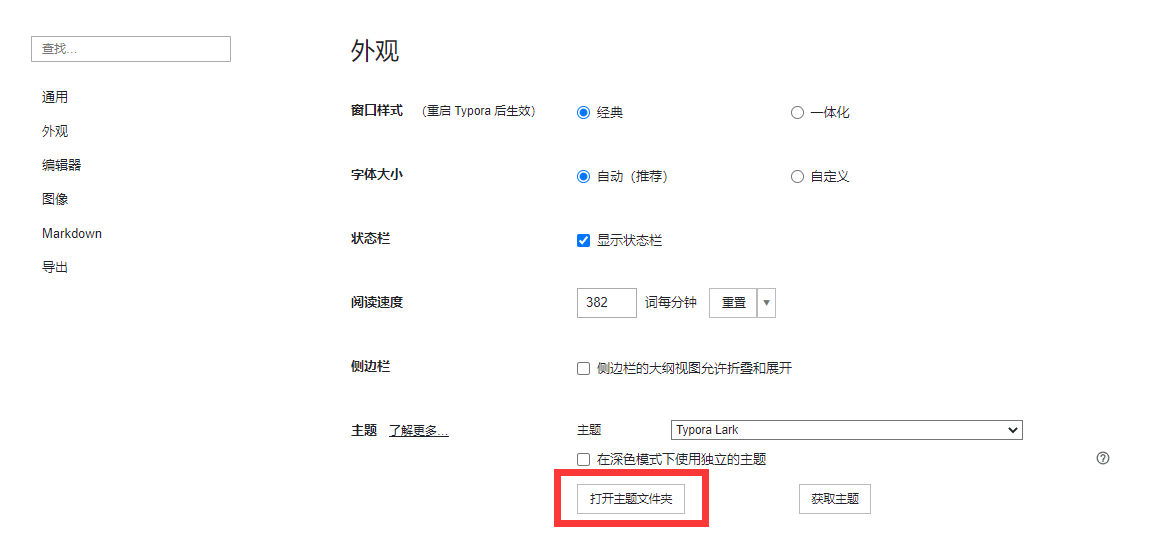 查找...
通用
外观
编辑器
图像
Markdown
导出
外观
窗口样式 （重启 Typora 后生效） 经典 一体化
字体大小 自动（推荐） 自定义
状态栏 显示状态栏
阅读速度 382 词每分钟 重置
侧边栏 侧边栏的大纲视图允许折叠和展开
主题 了解更多... 主题 Typora Lark
在深色模式下使用独立的主题
打开主题文件夹 获取主题